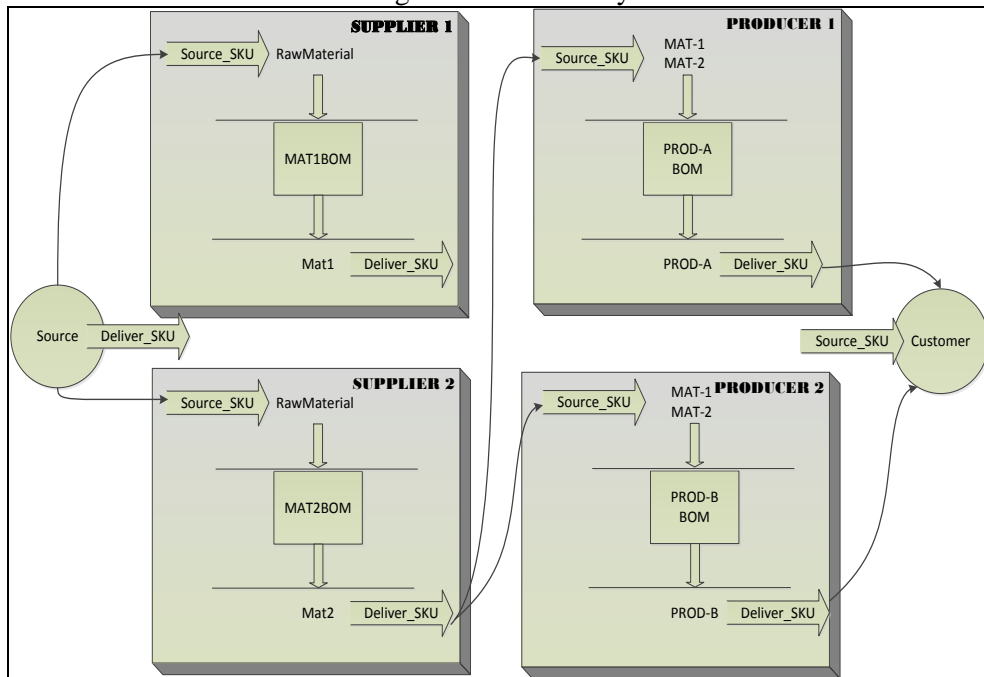 SUPPLIER 1
Source_SKU
RawMaterial
MAT1BOM
Mat1
Deliver_SKU
PRODUCER 1
Source_SKU
MAT-1
MAT-2
PROD-A
BOM
PROD-A
Deliver_SKU
Source
Deliver_SKU
Source_SKU
Customer
SUPPLIER 2
Source_SKU
RawMaterial
MAT2BOM
Mat2
Deliver_SKU
PRODUCER 2
Source_SKU
MAT-1
MAT-2
PROD-B
BOM
PROD-B
Deliver_SKU